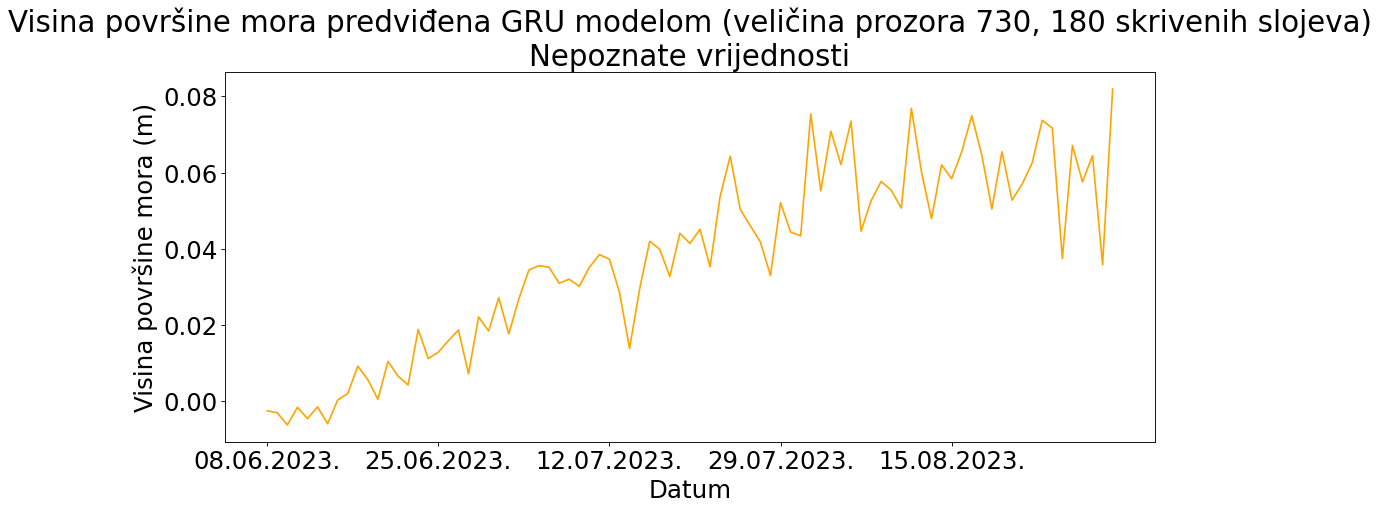 Visina površine mora predviđena GRU modelom (veličina prozora 730, 180 skrivenih slojeva)
Nepoznate vrijednosti
Visina površine mora (m)
0.08
0.06
0.04
0.02
0.00
08.06.2023. 25.06.2023. 12.07.2023. 29.07.2023. 15.08.2023.
Datum